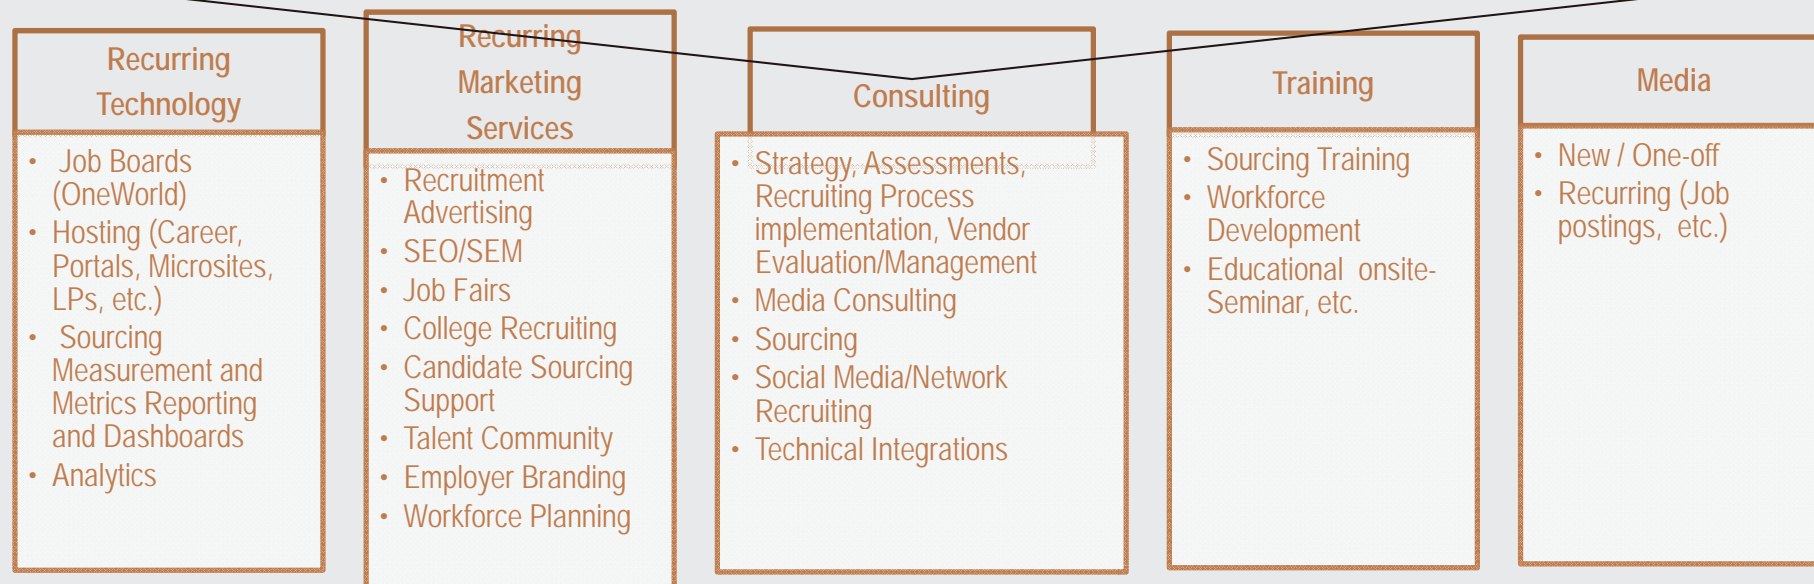 Recurring
Technology
• Job Boards
(OneWorld)
• Hosting (Career,
Portals, Microsites,
LPs, etc.)
• Sourcing
Measurement and
Metrics Reporting
and Dashboards
• Analytics
Recurring
Marketing
Services
• Recruitment
Advertising
• SEO/SEM
• Job Fairs
• College Recruiting
• Candidate Sourcing
Support
• Talent Community
• Employer Branding
• Workforce Planning
Consulting
• Strategy, Assessments,
Recruiting Process
implementation, Vendor
Evaluation/Management
• Media Consulting
• Sourcing
• Social Media/Network
Recruiting
• Technical Integrations
Training
• Sourcing Training
• Workforce
Development
• Educational onsite-
Seminar, etc.
Media
• New / One-off
• Recurring (Job
postings, etc.)